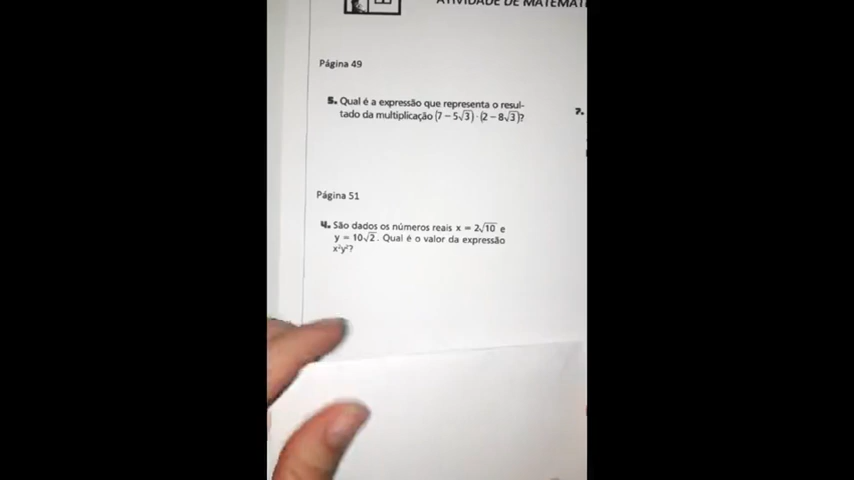 ATIVIDADE DE MATEMÁTI
Página 49
5. Qual é a expressão que representa o resul-
tado da multiplicação (7 – 5√3) · (2 – 8√3)?
7.
Página 51
4. São dados os números reais x = 2√10 e
y = 10√2. Qual é o valor da expressão
x²y²?